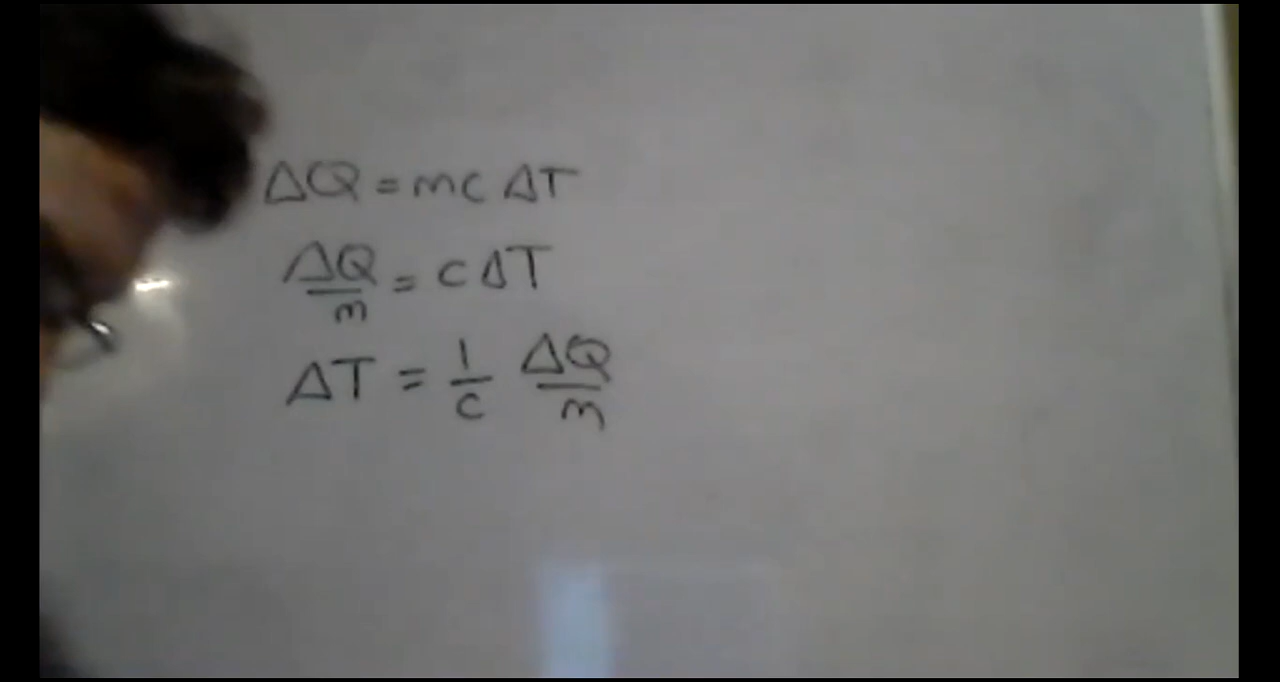 ΔQ = mc ΔT
ΔQ/m = c ΔT
ΔT = 1/c ΔQ/m